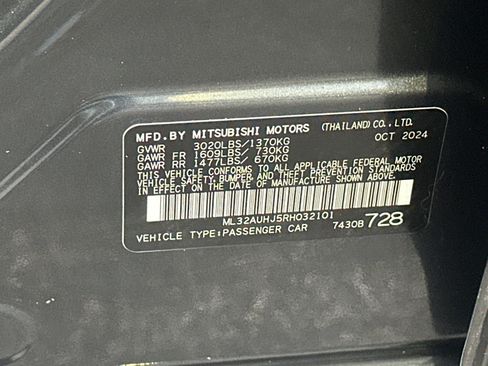 MFD.BY MITSUBISHI MOTORS (THAILAND) CO., LTD.
GVWR 3020LBS/1370KG OCT 2024
GAWR FR 1609LBS/ 730KG
GAWR RR 1477LBS/ 670KG
THIS VEHICLE CONFORMS TO ALL APPLICABLE FEDERAL MOTOR
VEHICLE SAFETY, BUMPER AND THEFT PREVENTION STANDARDS
IN EFFECT ON THE DATE OF MANUFACTURE SHOWN ABOVE.
ML32AUHJ5RH032101
VEHICLE TYPE:PASSENGER CAR 7430B 728